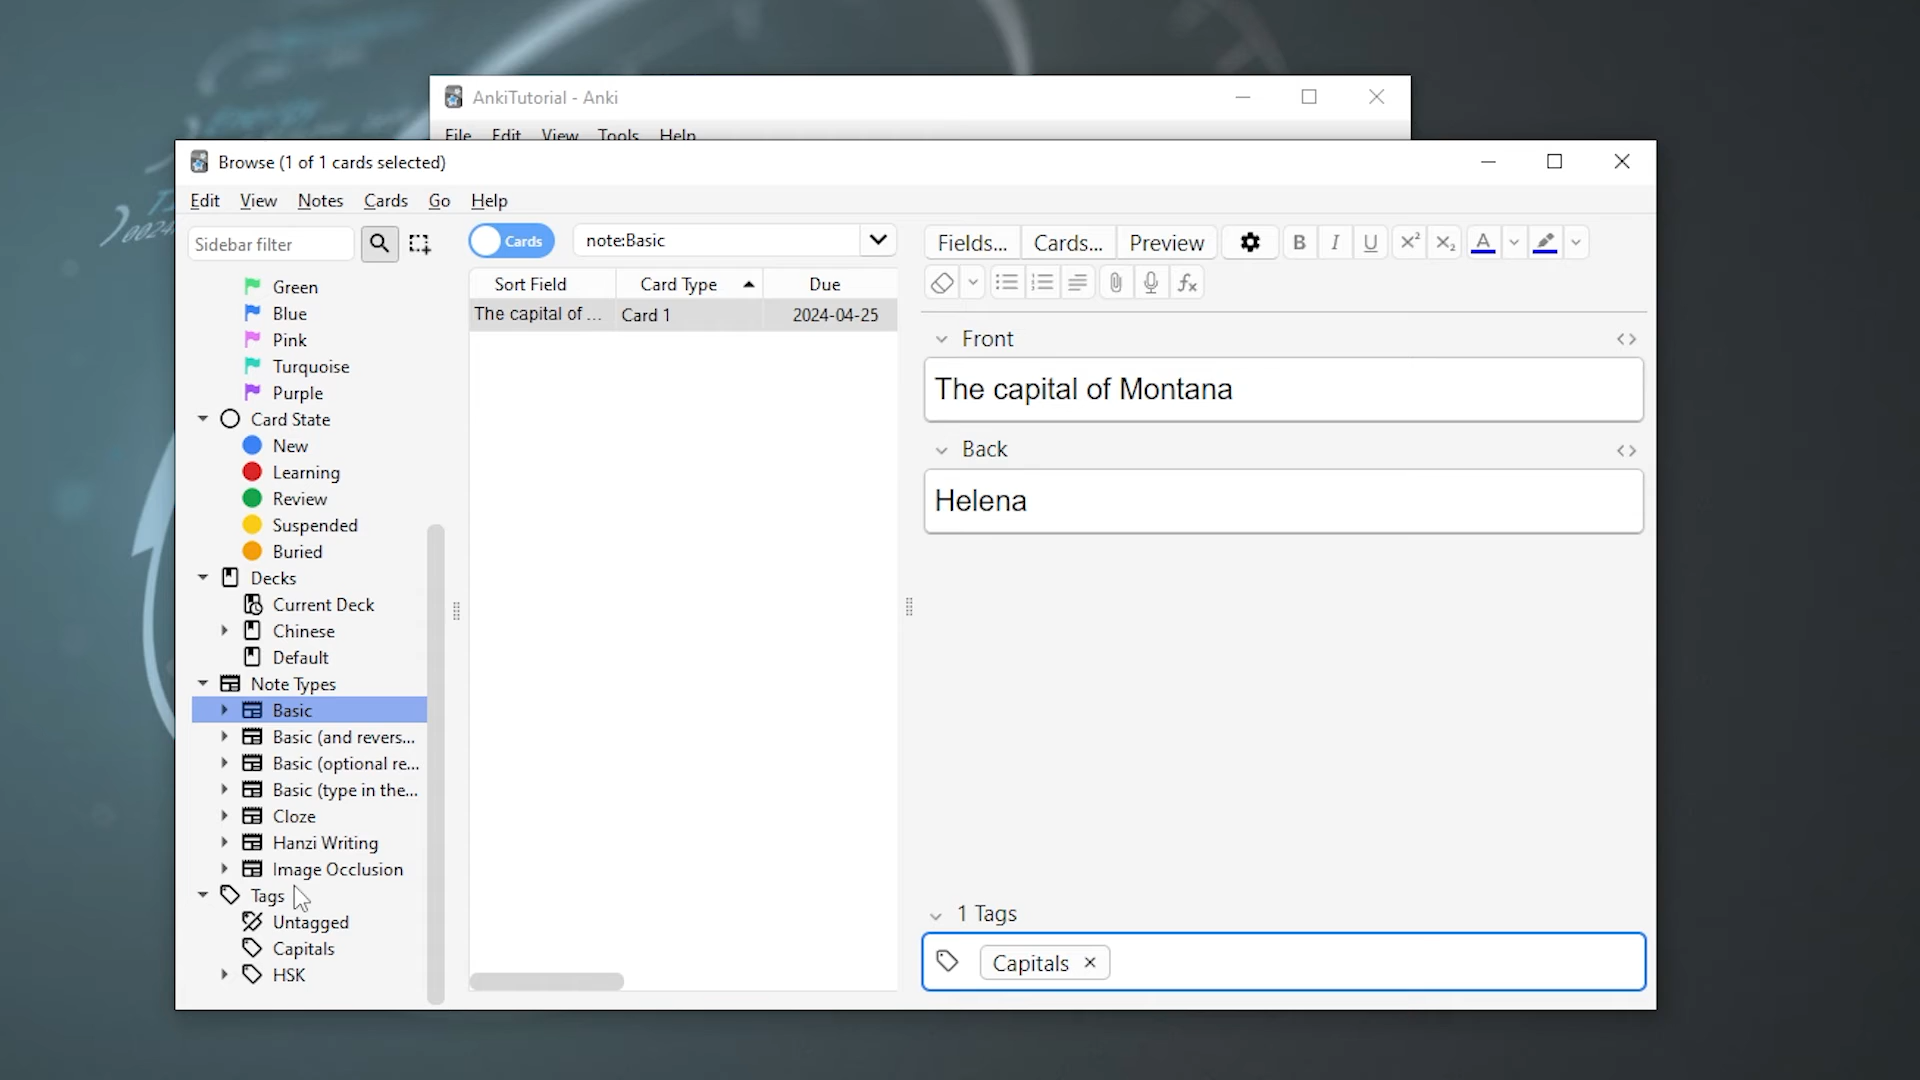 AnkiTutorial - Anki
File Edit View Tools Help
Browse (1 of 1 cards selected)
Edit View Notes Cards Go Help
Sidebar filter
Cards
note:Basic
Fields... Cards... Preview B I U x² x₂ A
fx
Green
Blue
Pink
Turquoise
Purple
Card State
New
Learning
Review
Suspended
Buried
Decks
Current Deck
Chinese
Default
Note Types
Basic
Basic (and revers...
Basic (optional re...
Basic (type in the...
Cloze
Hanzi Writing
Image Occlusion
Tags
Untagged
Capitals
HSK
Sort Field Card Type Due
The capital of ... Card 1 2024-04-25
Front
The capital of Montana
Back
Helena
1 Tags
Capitals ×